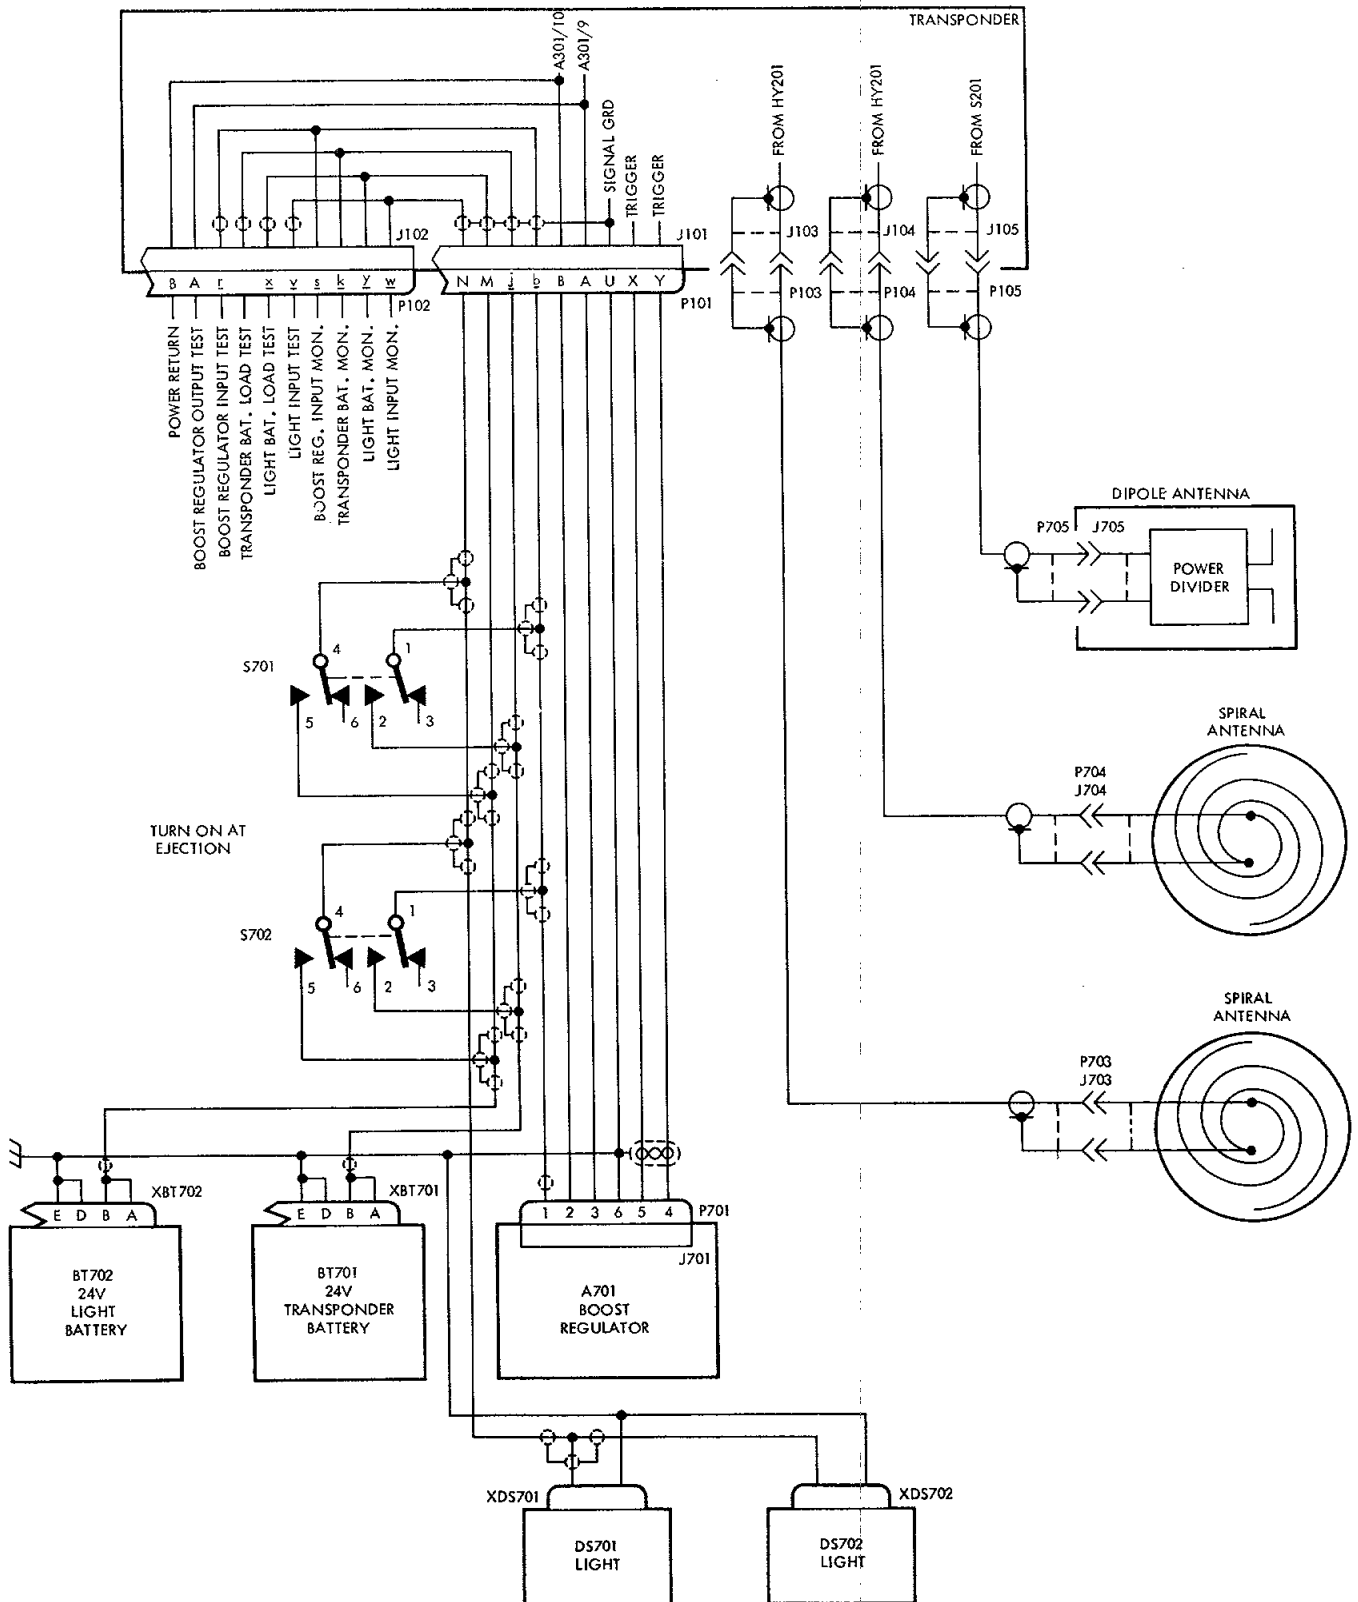 TRANSPONDER
A301/10
A301/9
SIGNAL GRD
TRIGGER
TRIGGER
FROM HY201
FROM HY201
FROM S201
J102
J101
J103
J104
J105
B A r x v s k y w
N M j b B A U X Y
P102
P101
P103
P104
P105
POWER RETURN
BOOST REGULATOR OUTPUT TEST
BOOST REGULATOR INPUT TEST
TRANSPONDER BAT. LOAD TEST
LIGHT BAT. LOAD TEST
LIGHT INPUT TEST
BOOST REG. INPUT MON.
TRANSPONDER BAT. MON.
LIGHT BAT. MON.
LIGHT INPUT MON.
DIPOLE ANTENNA
P705 J705
POWER
DIVIDER
S701
4 1
5 6 2 3
SPIRAL
ANTENNA
P704
J704
TURN ON AT
EJECTION
S702
4 1
5 6 2 3
SPIRAL
ANTENNA
P703
J703
XBT702
E D B A
BT702
24V
LIGHT
BATTERY
XBT701
E D B A
BT701
24V
TRANSPONDER
BATTERY
1 2 3 6 5 4
P701
J701
A701
BOOST
REGULATOR
XDS701
DS701
LIGHT
XDS702
DS702
LIGHT